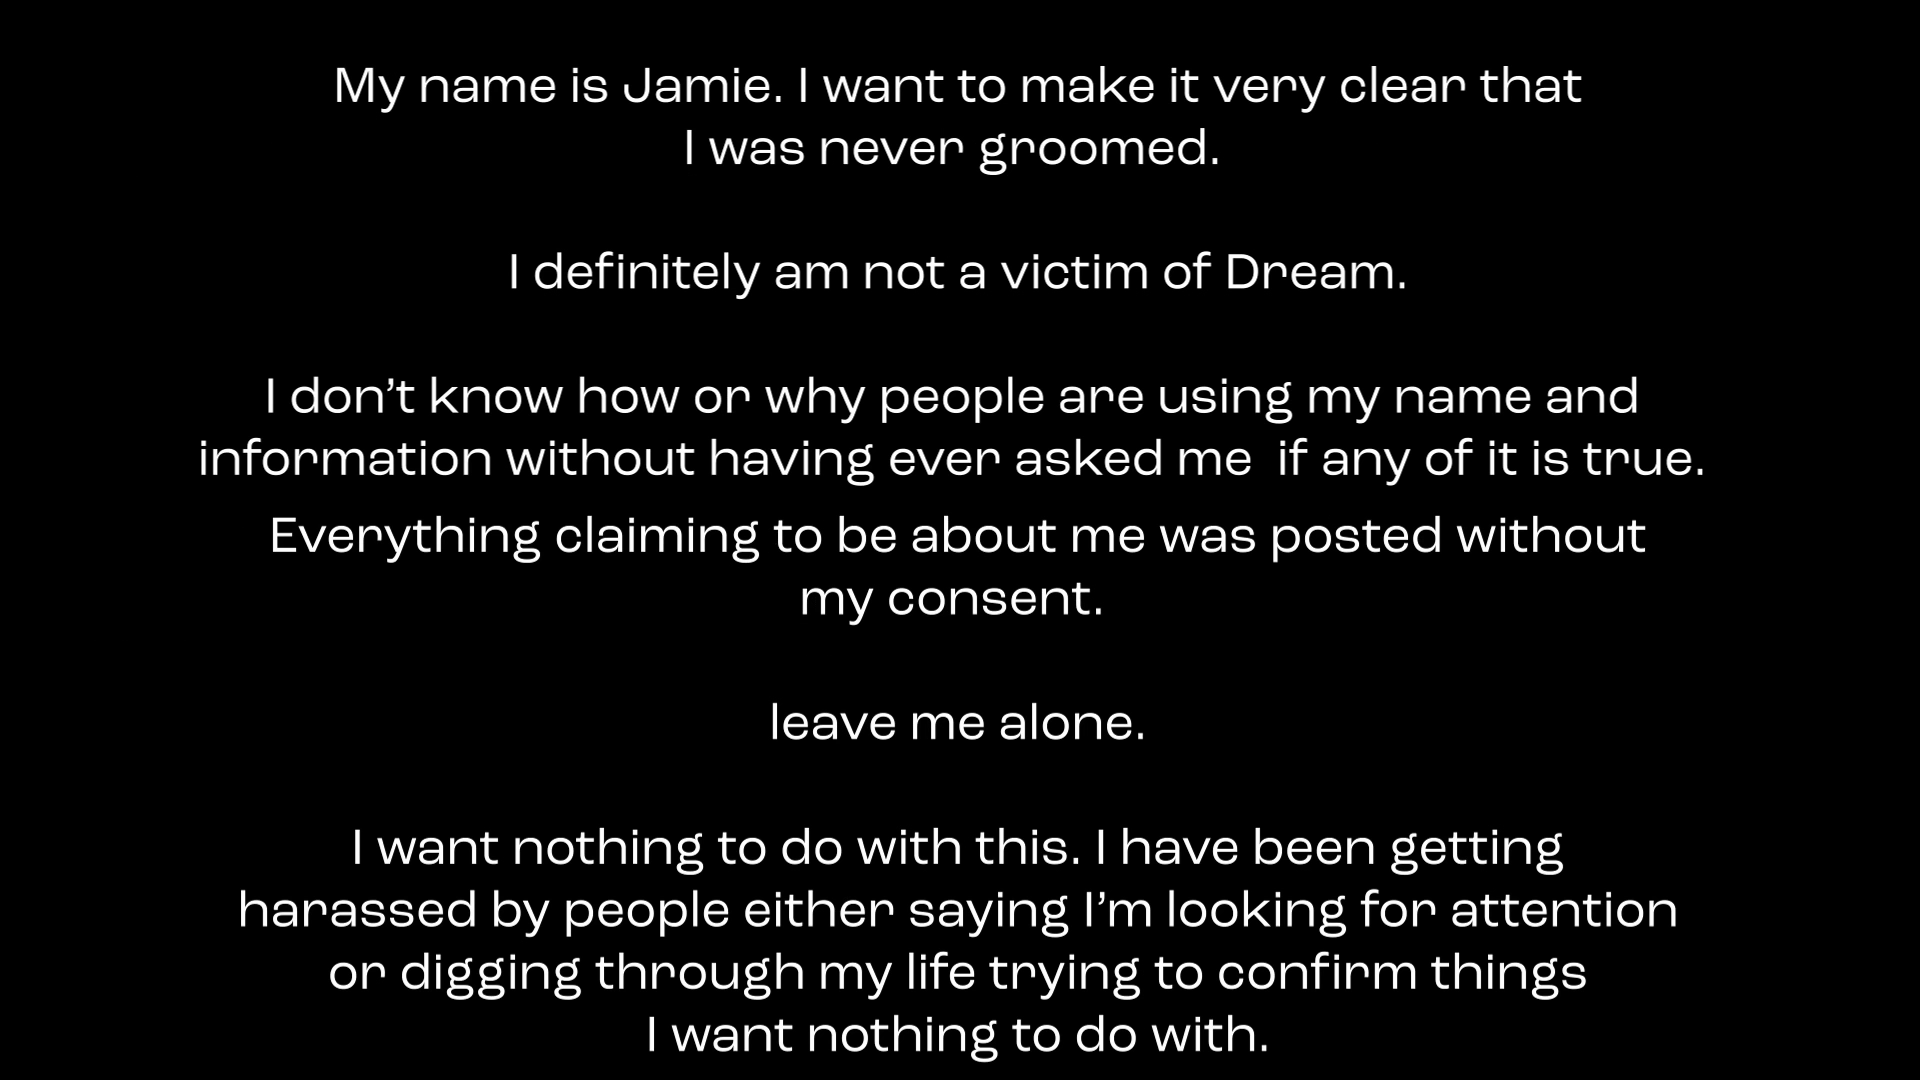 My name is Jamie. I want to make it very clear that
I was never groomed.
I definitely am not a victim of Dream.
I don’t know how or why people are using my name and
information without having ever asked me  if any of it is true.
Everything claiming to be about me was posted without
my consent.
leave me alone.
I want nothing to do with this. I have been getting
harassed by people either saying I’m looking for attention
or digging through my life trying to confirm things
I want nothing to do with.